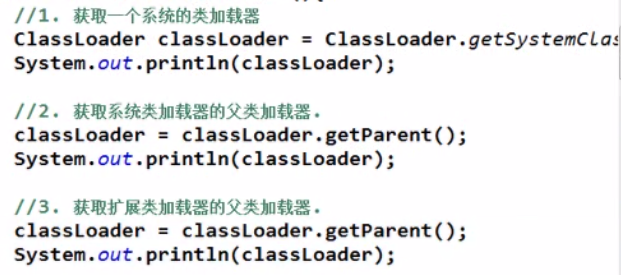 //1. 获取一个系统的类加载器
ClassLoader classLoader = ClassLoader.getSystemClas
System.out.println(classLoader);
//2. 获取系统类加载器的父类加载器.
classLoader = classLoader.getParent();
System.out.println(classLoader);
//3. 获取扩展类加载器的父类加载器.
classLoader = classLoader.getParent();
System.out.println(classLoader);